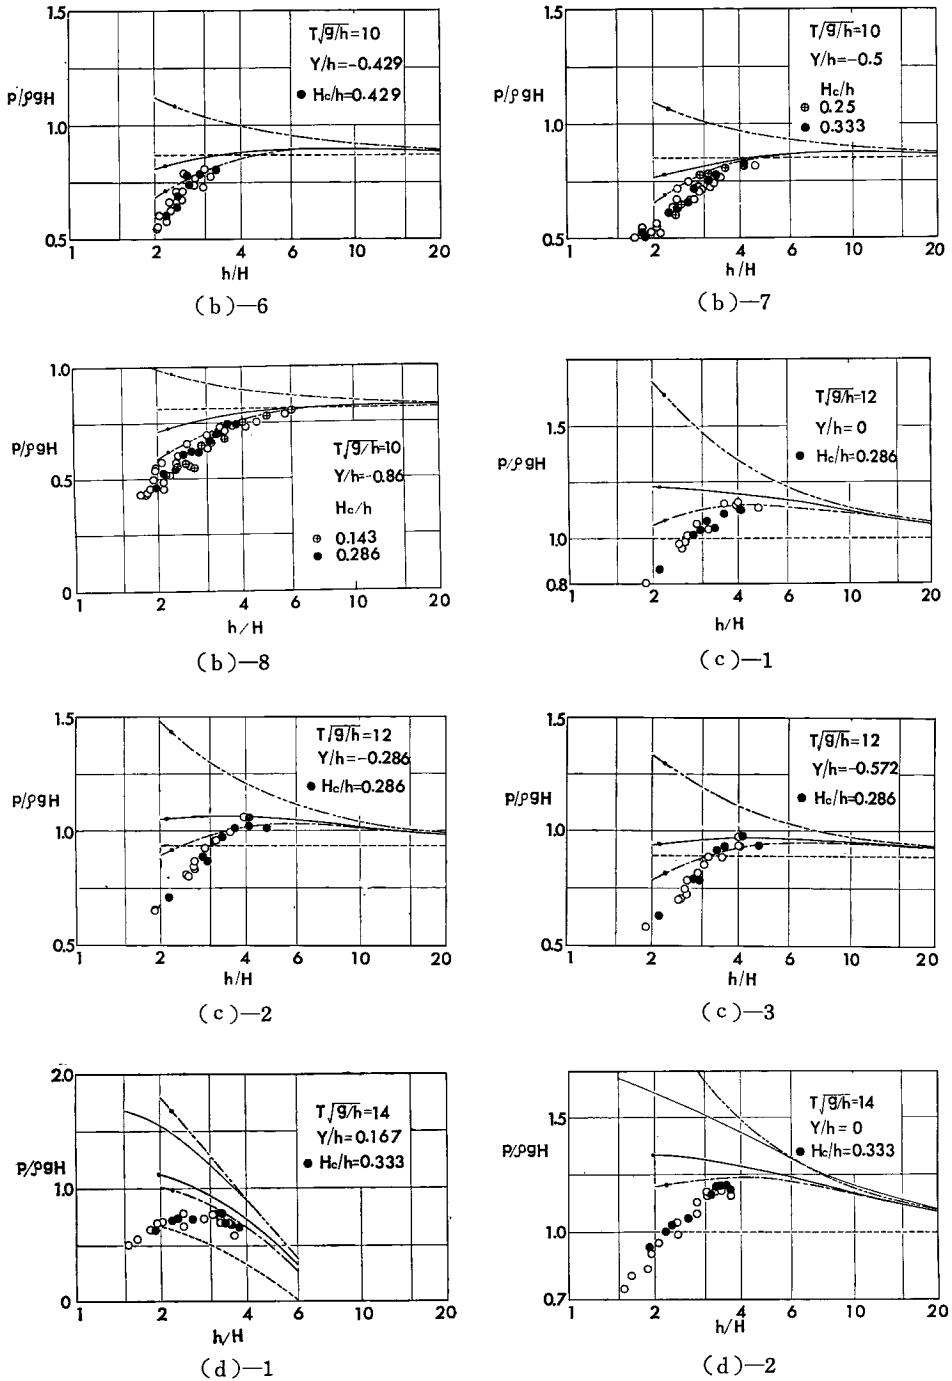 T√g/h=10
Y/h=-0.429
● Hc/h=0.429
p/ρgH
1.0
0.5
1 2 4 6 10 20
h/H
(b)—6
1.5
T√g/h=10
Y/h=-0.5
Hc/h
⊕ 0.25
● 0.333
p/ρgH
1.0
0.5
1 2 4 6 10 20
h/H
(b)—7
1.0
p/ρgH
T√g/h=10
0.5
Y/h=-0.86
Hc/h
⊕ 0.143
● 0.286
0
1 2 4 6 10 20
h/H
(b)—8
T√g/h=12
1.5
Y/h=0
● Hc/h=0.286
p/ρgH
1.0
0.8
1 2 4 6 10 20
h/H
(c)—1
1.5
T√g/h=12
Y/h=-0.286
● Hc/h=0.286
p/ρgH
1.0
0.5
1 2 3 4 6 10 20
h/H
(c)—2
1.5
T√g/h=12
Y/h=-0.572
● Hc/h=0.286
p/ρgH
1.0
0.5
1 2 4 6 10 20
h/H
(c)—3
2.0
T√g/h=14
Y/h=0.167
● Hc/h=0.333
p/ρgH
1.0
0
1 2 4 6 10 20
h/H
(d)—1
1.5
T√g/h=14
Y/h=0
● Hc/h=0.333
p/ρgH
1.0
0.7
1 2 4 6 10 20
h/H
(d)—2